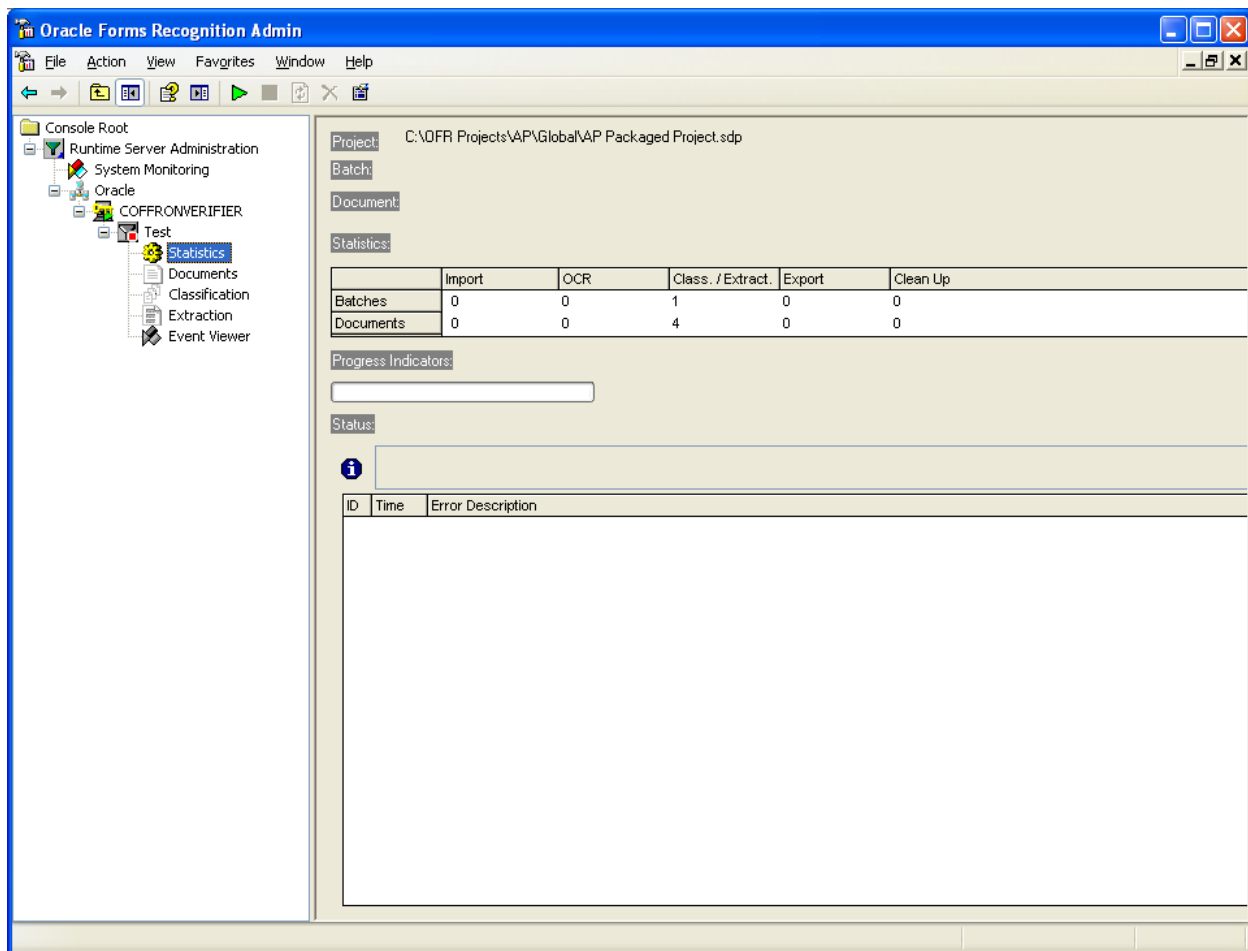 Oracle Forms Recognition Admin
File Action View Favorites Window Help
Console Root
Runtime Server Administration
System Monitoring
Oracle
COFFRONVERIFIER
Test
Statistics
Documents
Classification
Extraction
Event Viewer
Project: C:\OFR Projects\AP\Global\AP Packaged Project.sdp
Batch:
Document:
Statistics:
Import OCR Class. / Extract. Export Clean Up
Batches 0 0 1 0 0
Documents 0 0 4 0 0
Progress Indicators:
Status:
ID Time Error Description